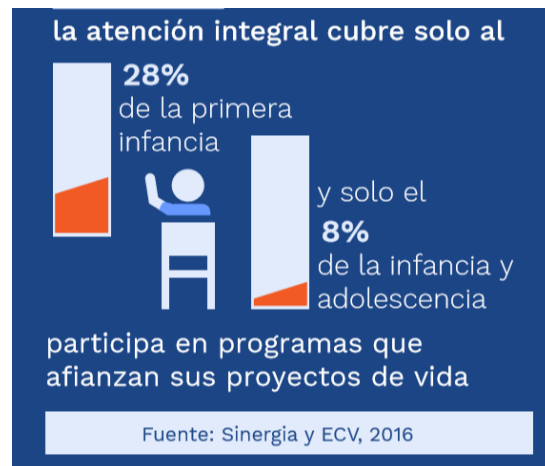 la atención integral cubre solo al
28%
de la primera
infancia
y solo el
8%
de la infancia y
adolescencia
participa en programas que
afianzan sus proyectos de vida
Fuente: Sinergia y ECV, 2016